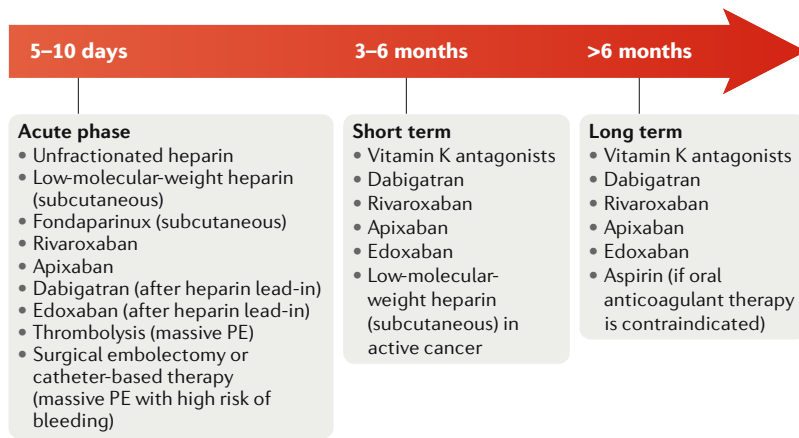 5–10 days
3–6 months
>6 months
Acute phase
• Unfractionated heparin
• Low-molecular-weight heparin
(subcutaneous)
• Fondaparinux (subcutaneous)
• Rivaroxaban
• Apixaban
• Dabigatran (after heparin lead-in)
• Edoxaban (after heparin lead-in)
• Thrombolysis (massive PE)
• Surgical embolectomy or
catheter-based therapy
(massive PE with high risk of
bleeding)
Short term
• Vitamin K antagonists
• Dabigatran
• Rivaroxaban
• Apixaban
• Edoxaban
• Low-molecular-
weight heparin
(subcutaneous) in
active cancer
Long term
• Vitamin K antagonists
• Dabigatran
• Rivaroxaban
• Apixaban
• Edoxaban
• Aspirin (if oral
anticoagulant therapy
is contraindicated)